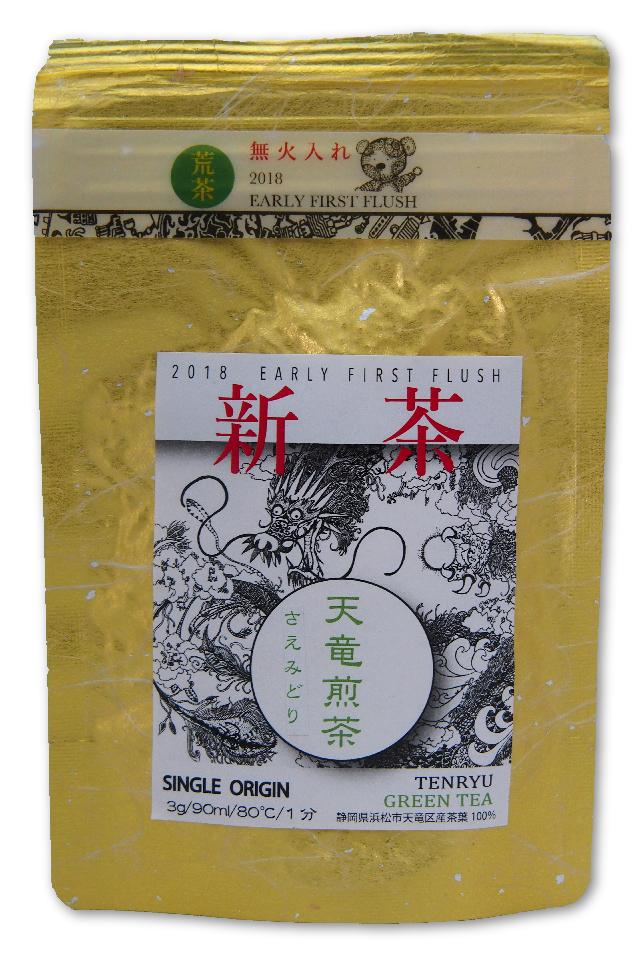 荒茶
無火入れ
2018
EARLY FIRST FLUSH
2018 EARLY FIRST FLUSH
新茶
天竜煎茶
さえみどり
SINGLE ORIGIN
3g/90ml/80℃/1分
TENRYU
GREEN TEA
静岡県浜松市天竜区産茶葉100%